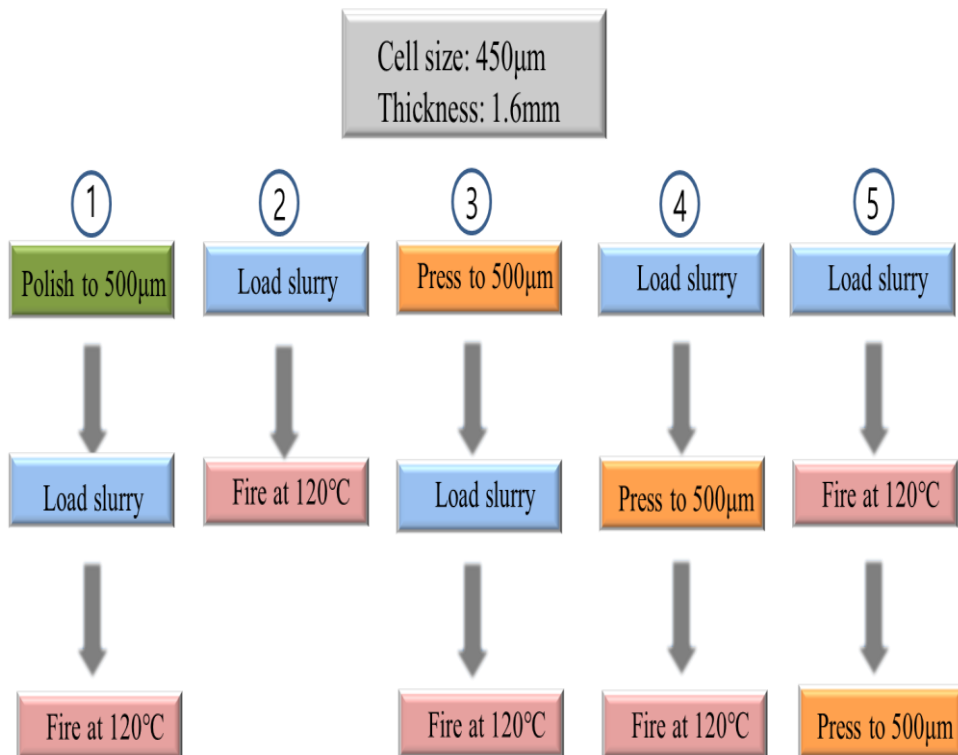 Cell size: 450μm
Thickness: 1.6mm
1
2
3
4
5
Polish to 500μm
Load slurry
Press to 500μm
Load slurry
Load slurry
Load slurry
Fire at 120℃
Load slurry
Press to 500μm
Fire at 120℃
Fire at 120℃
Fire at 120℃
Fire at 120℃
Press to 500μm